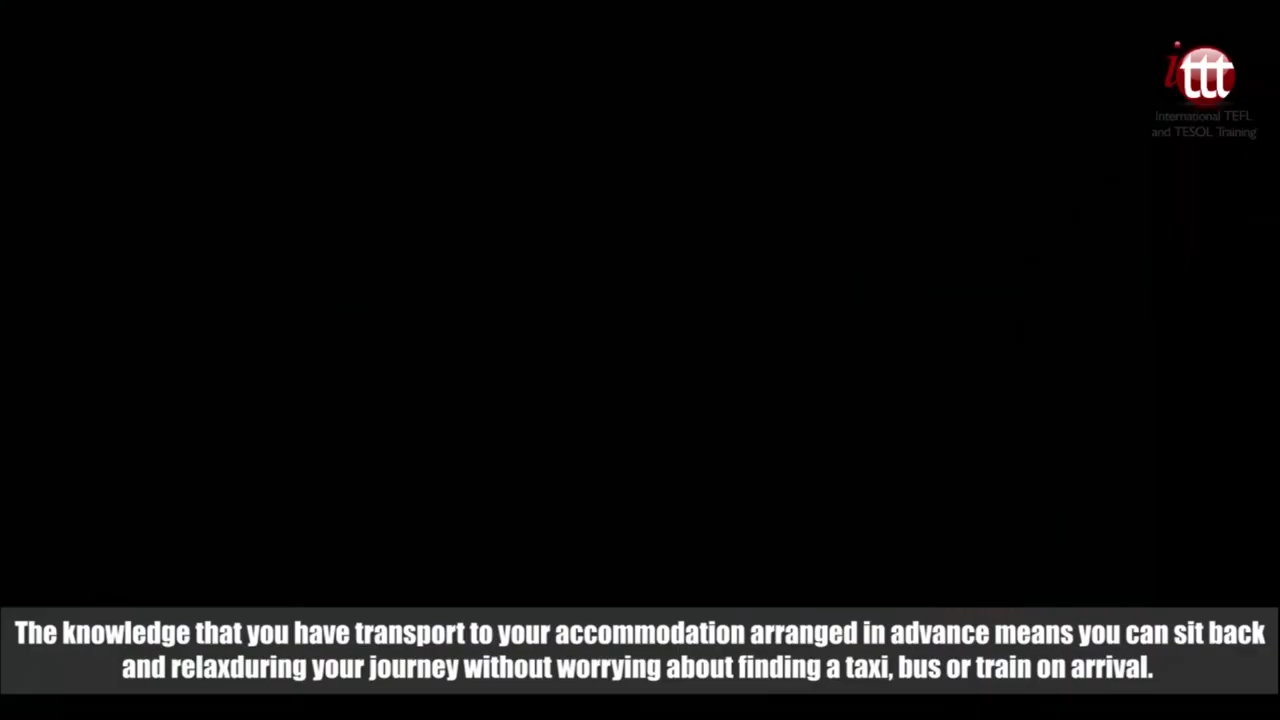 ittt
International TEFL
and TESOL Training
The knowledge that you have transport to your accommodation arranged in advance means you can sit back
and relaxduring your journey without worrying about finding a taxi, bus or train on arrival.